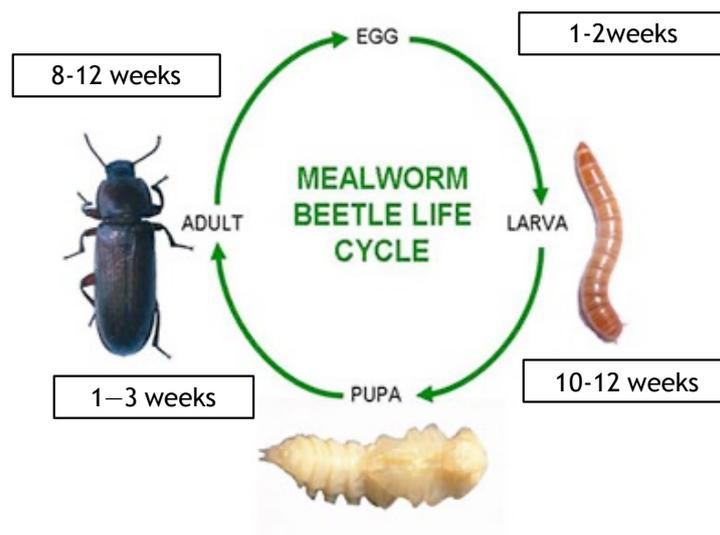 EGG
1-2weeks
8-12 weeks
MEALWORM
BEETLE LIFE
CYCLE
ADULT
LARVA
10-12 weeks
1–3 weeks
PUPA